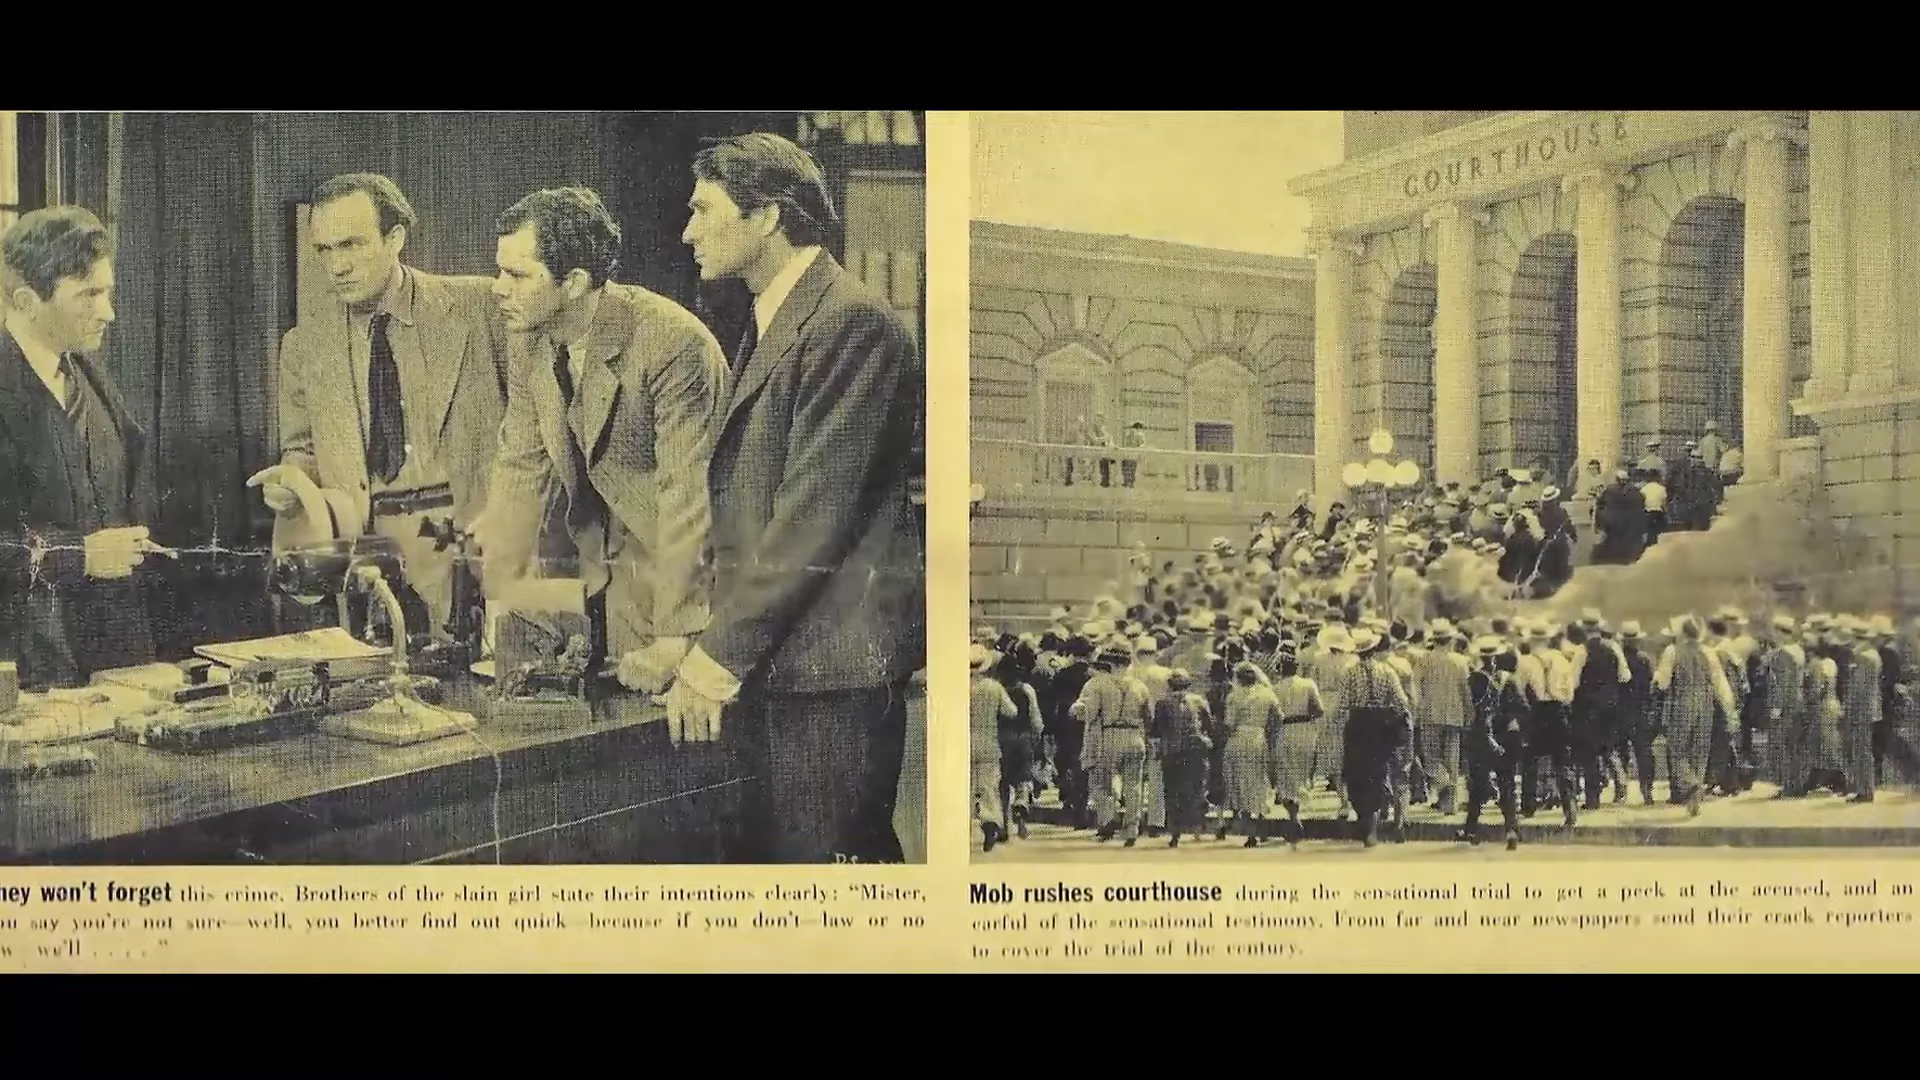 COURTHOUSE
hey won't forget this crime. Brothers of the slain girl state their intentions clearly: "Mister,
ou say you're not sure—well, you better find out quick—because if you don't—law or no
w we'll . . . . "
Mob rushes courthouse during the sensational trial to get a peek at the accused, and an
earful of the sensational testimony. From far and near newspapers send their crack reporters
to cover the trial of the century.